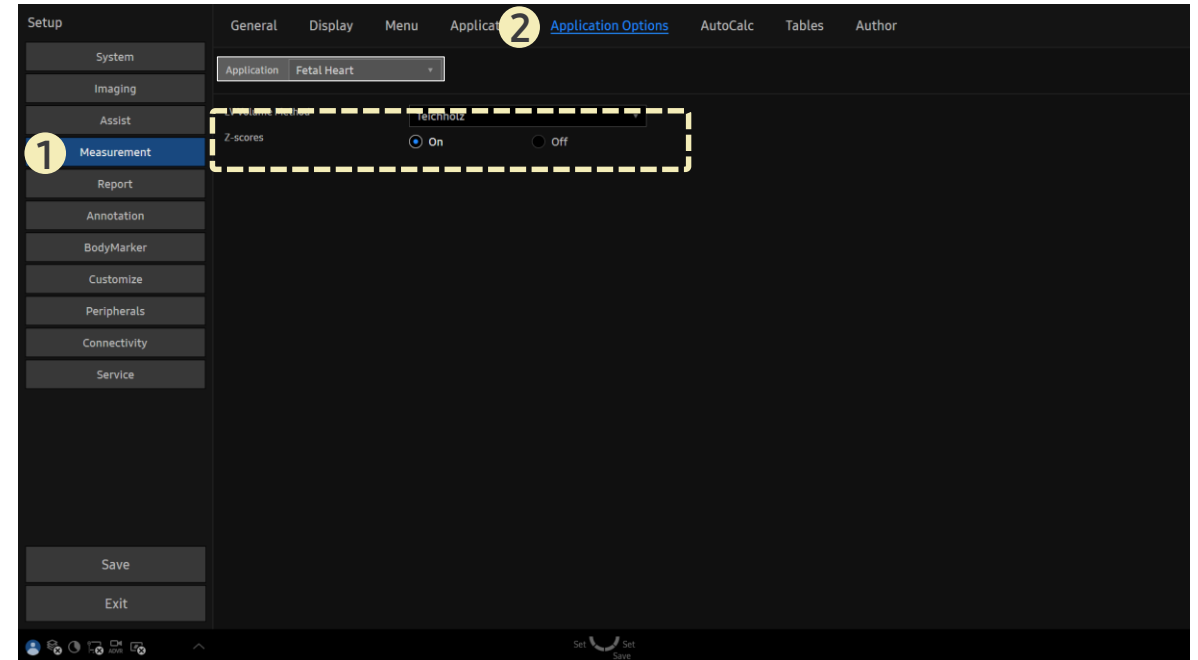 Setup
General Display Menu Applicat 2 Application Options AutoCalc Tables Author
System
Application Fetal Heart
Imaging
Assist
Teichholz
Z-scores On Off
1 Measurement
Report
Annotation
BodyMarker
Customize
Peripherals
Connectivity
Service
Save
Exit
Set Set
Save